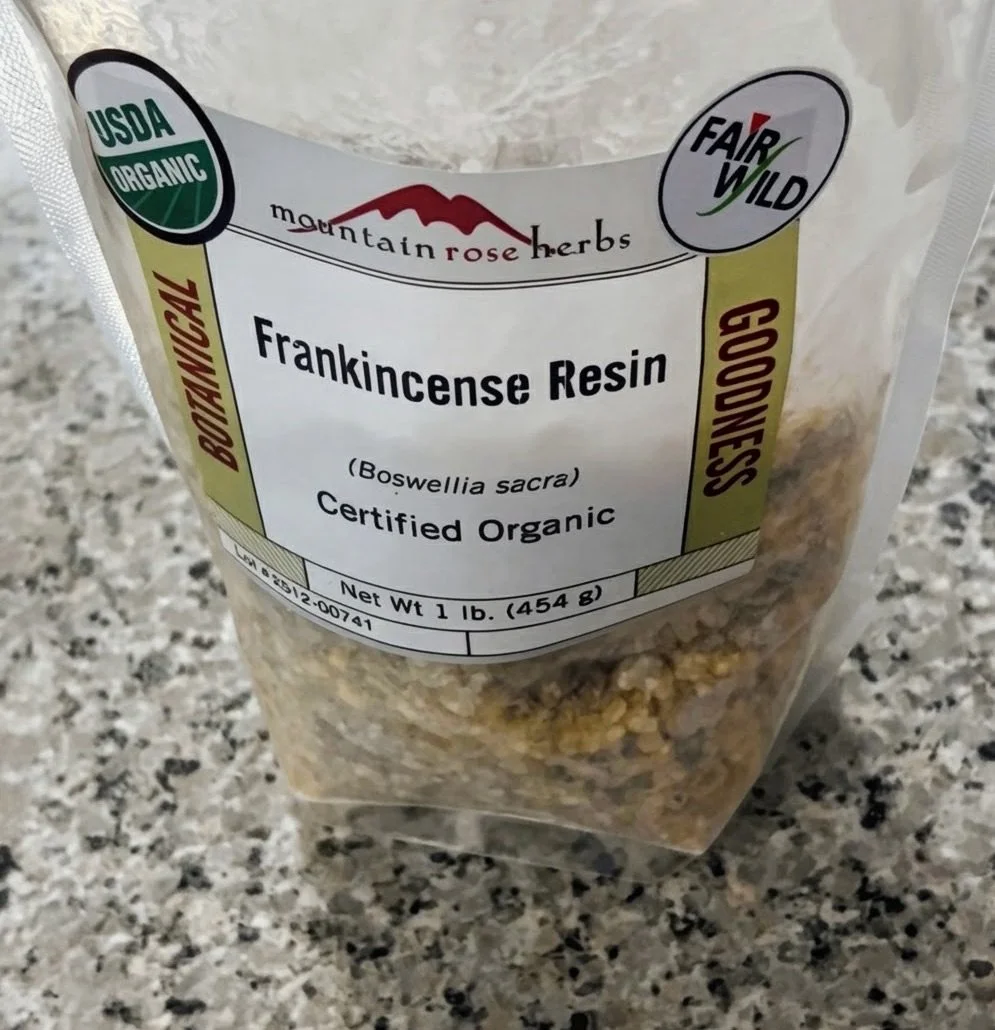 USDA
ORGANIC
FAIR
WILD
mountain rose herbs
BOTANICAL
GOODNESS
Frankincense Resin
(Boswellia sacra)
Certified Organic
Net Wt 1 lb. (454 g)
Lot # 2512-00741